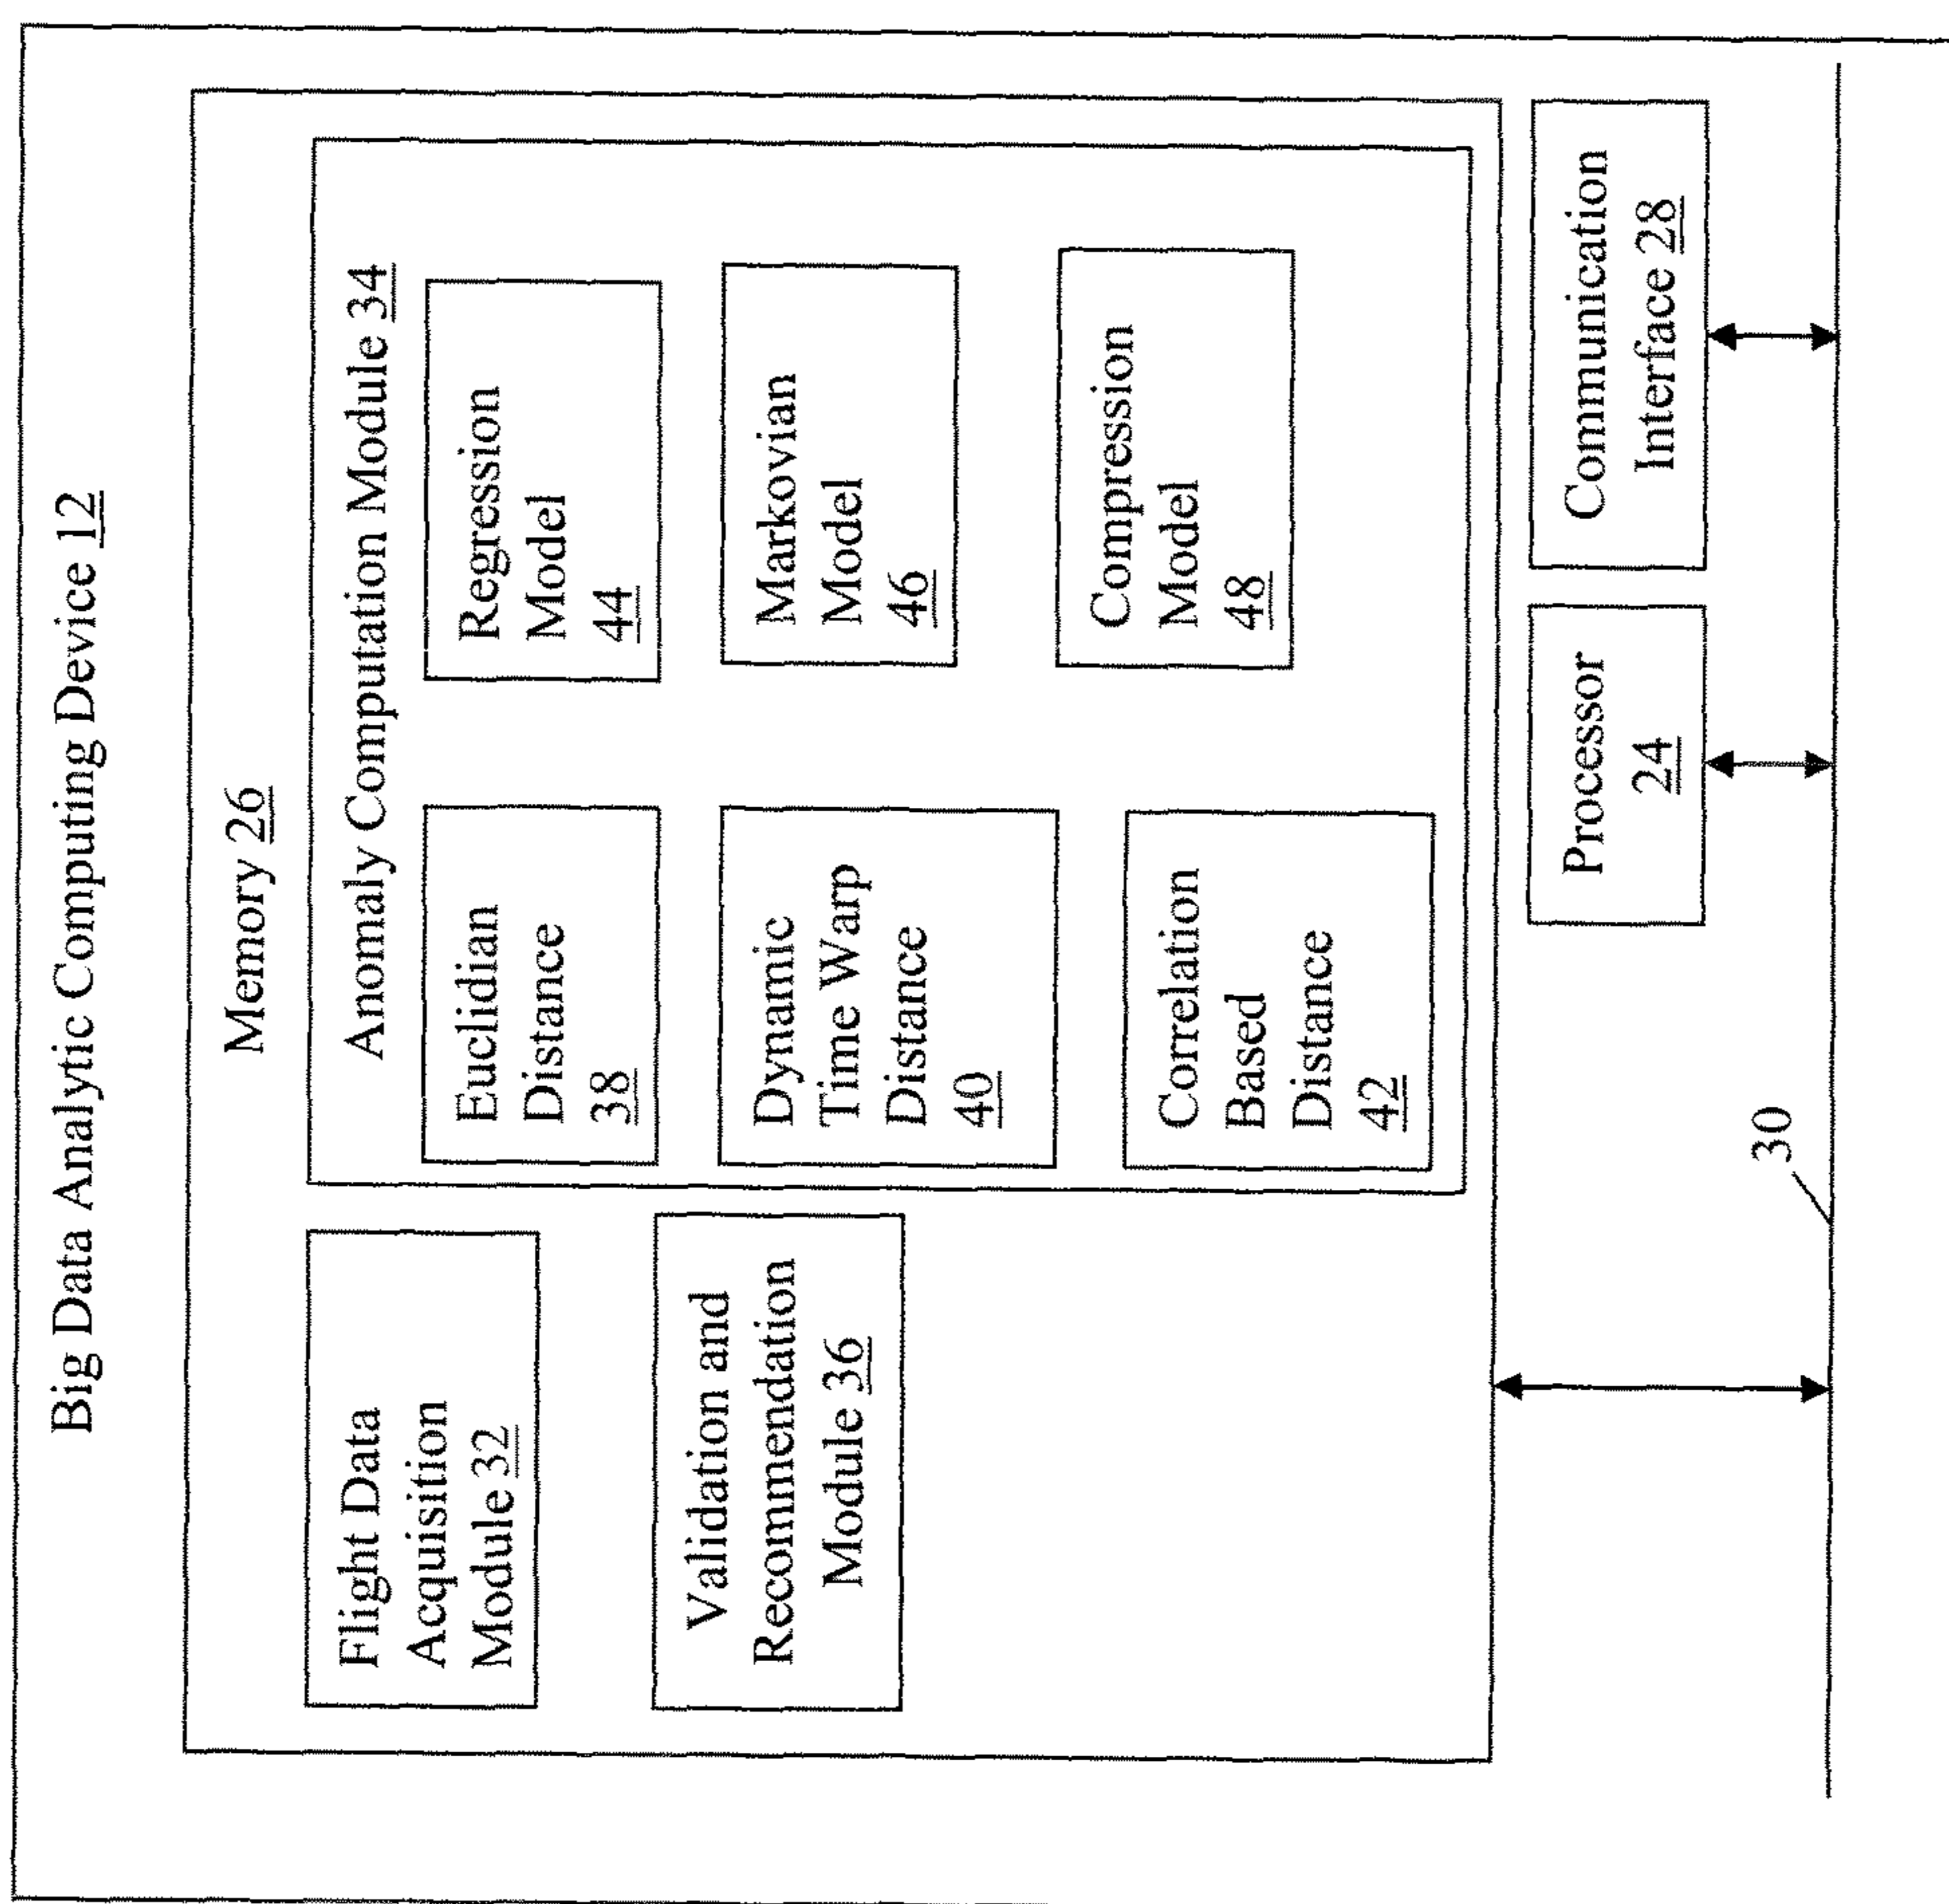 Big Data Analytic Computing Device 12
Memory 26
Flight Data
Acquisition
Module 32
Validation and
Recommendation
Module 36
Anomaly Computation Module 34
Euclidian
Distance
38
Dynamic
Time Warp
Distance
40
Correlation
Based
Distance
42
Regression
Model
44
Markovian
Model
46
Compression
Model
48
Processor
24
Communication
Interface 28
30